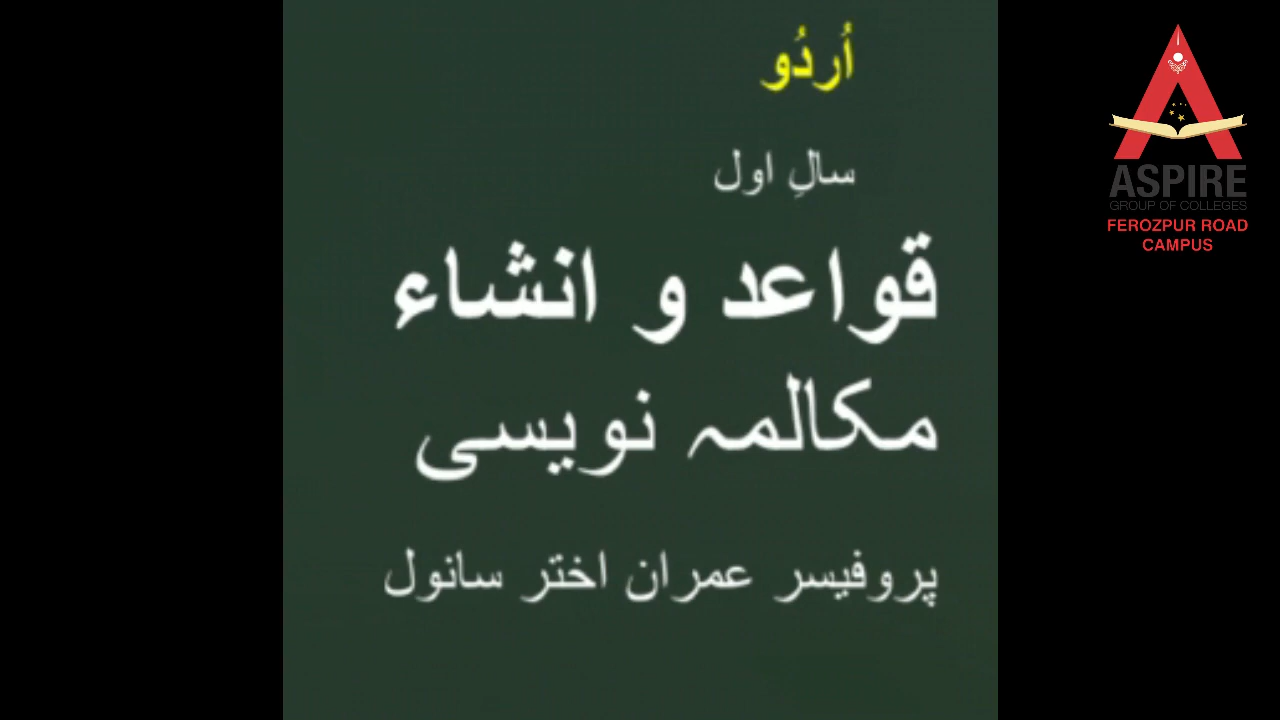 اُردُو
سالِ اول
قواعد و انشاء
مکالمہ نویسی
پروفیسر عمران اختر سانول
ASPIRE
GROUP OF COLLEGES
FEROZPUR ROAD
CAMPUS